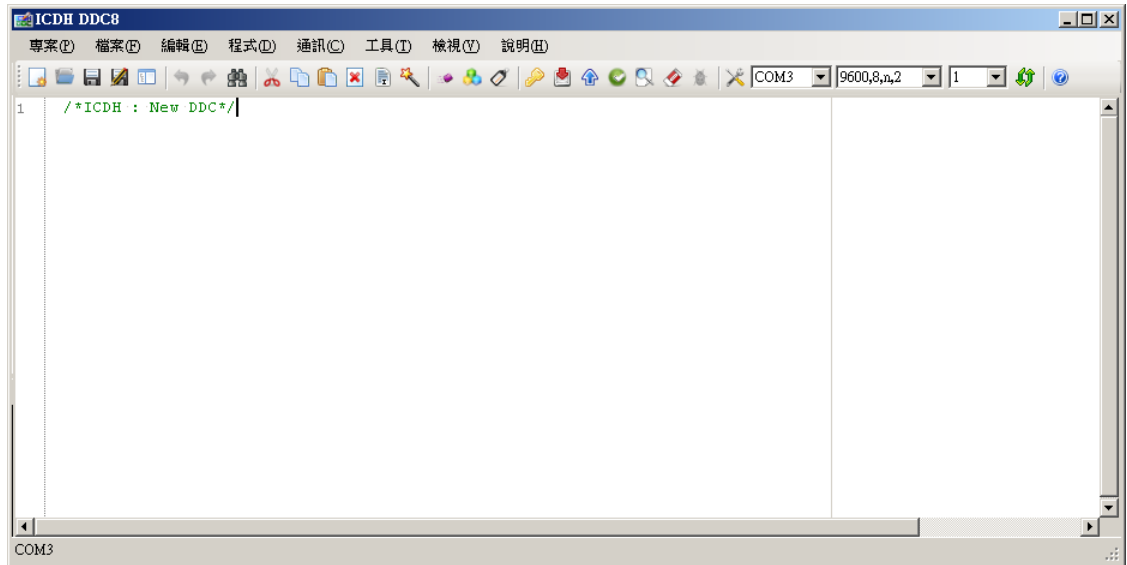 ICDH DDC8
專案(P) 檔案(F) 編輯(E) 程式(D) 通訊(C) 工具(T) 檢視(V) 說明(H)
COM3 9600,8,n,2 1
1 /*ICDH : New DDC*/
COM3